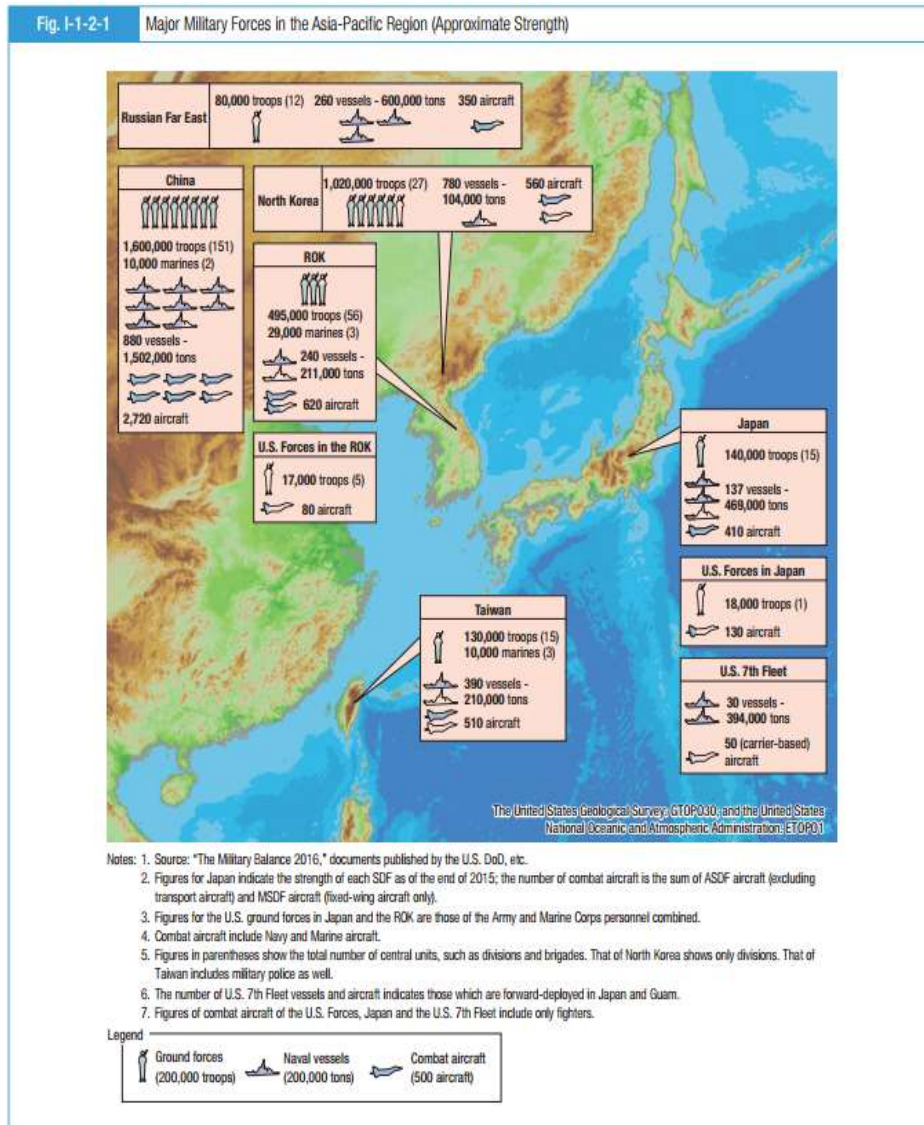 Fig. I-1-2-1 Major Military Forces in the Asia-Pacific Region (Approximate Strength)
Russian Far East
80,000 troops (12) 260 vessels - 600,000 tons 350 aircraft
China
1,600,000 troops (151)
10,000 marines (2)
880 vessels -
1,502,000 tons
2,720 aircraft
North Korea
1,020,000 troops (27)
780 vessels -
104,000 tons
560 aircraft
ROK
495,000 troops (56)
29,000 marines (3)
240 vessels -
211,000 tons
620 aircraft
U.S. Forces in the ROK
17,000 troops (5)
80 aircraft
Japan
140,000 troops (15)
137 vessels -
469,000 tons
410 aircraft
U.S. Forces in Japan
18,000 troops (1)
130 aircraft
Taiwan
130,000 troops (15)
10,000 marines (3)
390 vessels -
210,000 tons
510 aircraft
U.S. 7th Fleet
30 vessels -
394,000 tons
50 (carrier-based)
aircraft
The United States Geological Survey: GTOPO30, and the United States
National Oceanic and Atmospheric Administration: ETOPO1
Notes: 1. Source: "The Military Balance 2016," documents published by the U.S. DoD, etc.
2. Figures for Japan indicate the strength of each SDF as of the end of 2015; the number of combat aircraft is the sum of ASDF aircraft (excluding
transport aircraft) and MSDF aircraft (fixed-wing aircraft only).
3. Figures for the U.S. ground forces in Japan and the ROK are those of the Army and Marine Corps personnel combined.
4. Combat aircraft include Navy and Marine aircraft.
5. Figures in parentheses show the total number of central units, such as divisions and brigades. That of North Korea shows only divisions. That of
Taiwan includes military police as well.
6. The number of U.S. 7th Fleet vessels and aircraft indicates those which are forward-deployed in Japan and Guam.
7. Figures of combat aircraft of the U.S. Forces, Japan and the U.S. 7th Fleet include only fighters.
Legend
Ground forces
(200,000 troops)
Naval vessels
(200,000 tons)
Combat aircraft
(500 aircraft)